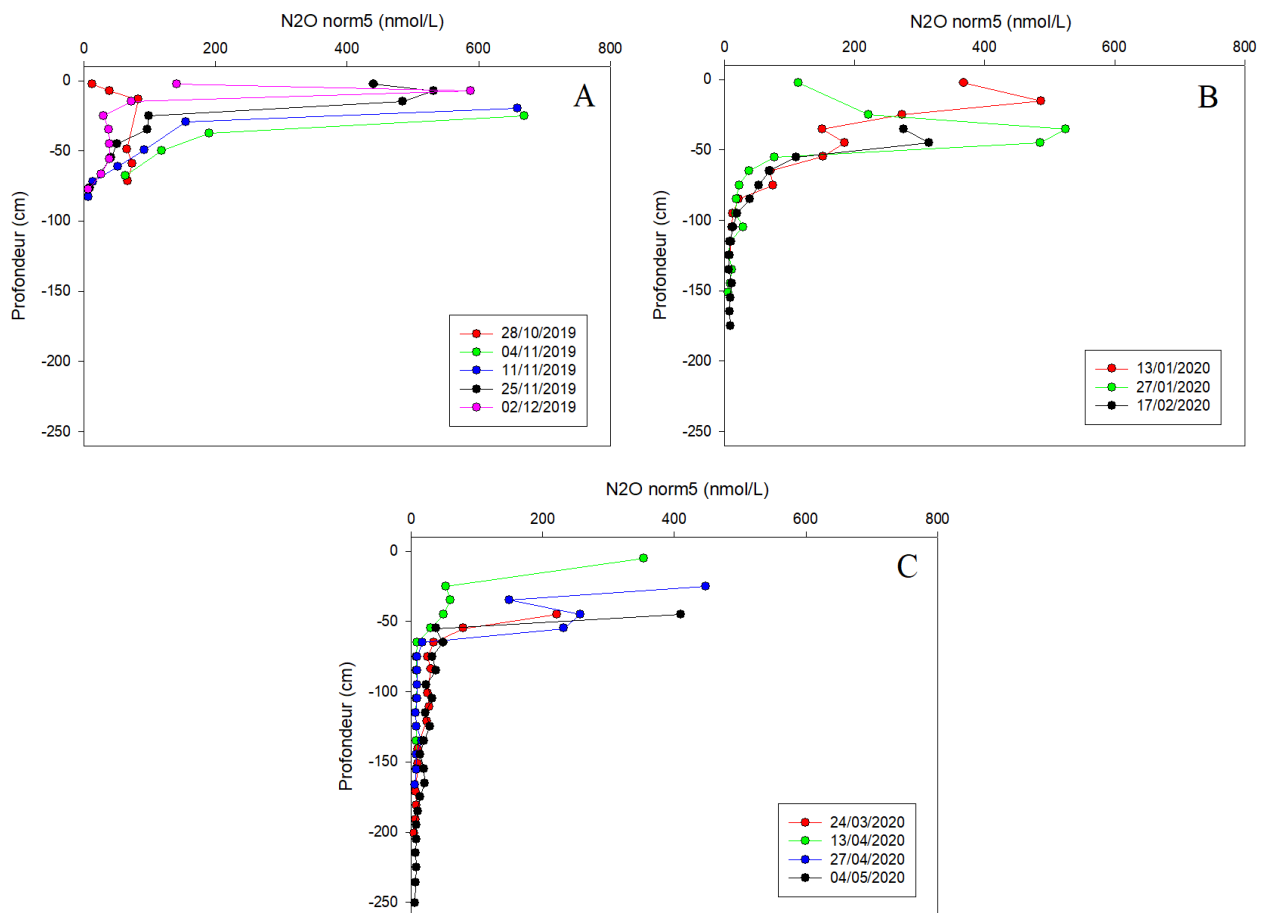 N2O norm5 (nmol/L)
0 200 400 600 800
A
0
-50
-100
-150
-200
-250
Profondeur (cm)
28/10/2019
04/11/2019
11/11/2019
25/11/2019
02/12/2019
N2O norm5 (nmol/L)
0 200 400 600 800
B
0
-50
-100
-150
-200
-250
Profondeur (cm)
13/01/2020
27/01/2020
17/02/2020
N2O norm5 (nmol/L)
0 200 400 600 800
C
0
-50
-100
-150
-200
-250
Profondeur (cm)
24/03/2020
13/04/2020
27/04/2020
04/05/2020